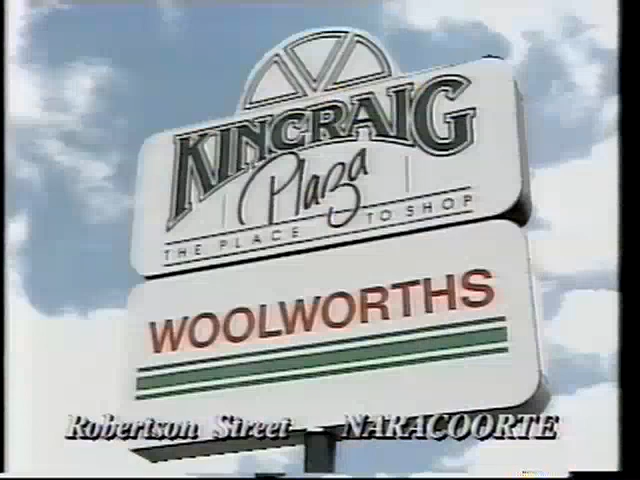 KINCRAIG
Plaza
THE PLACE TO SHOP
WOOLWORTHS
Robertson Street - NARACOORTE